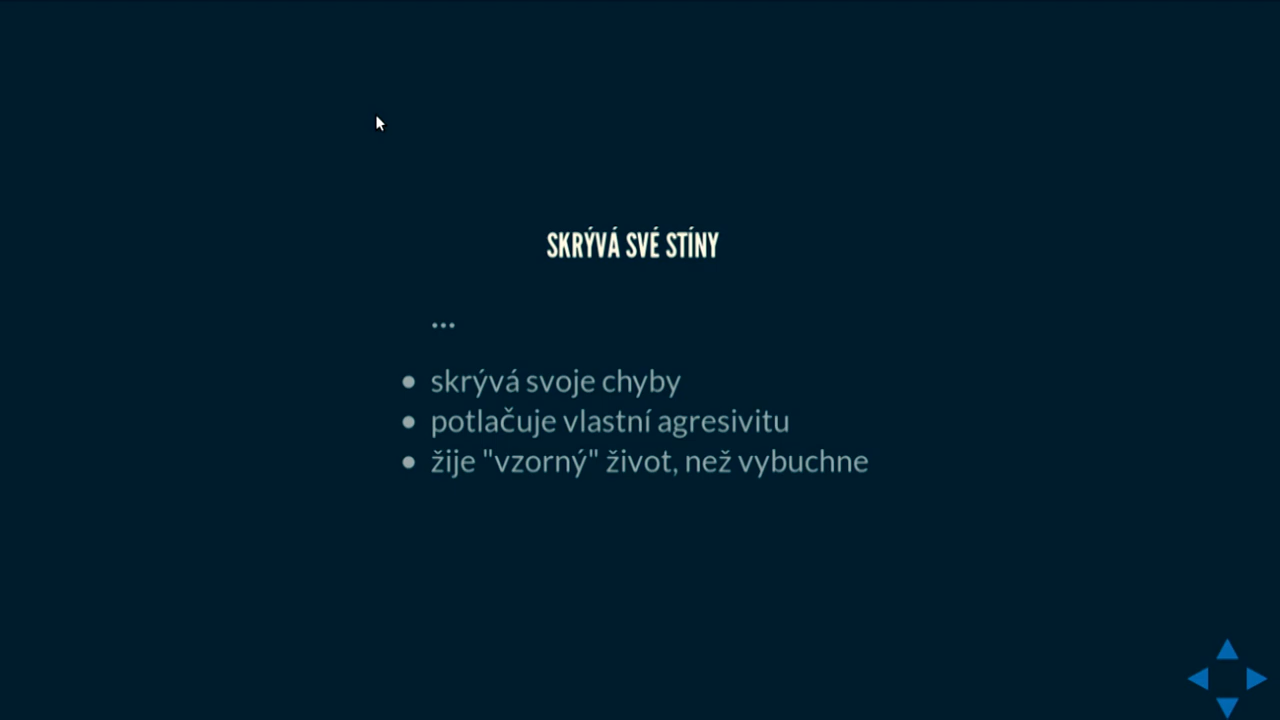 SKRÝVÁ SVÉ STÍNY
...
skrývá svoje chyby
potlačuje vlastní agresivitu
žije "vzorný" život, než vybuchne